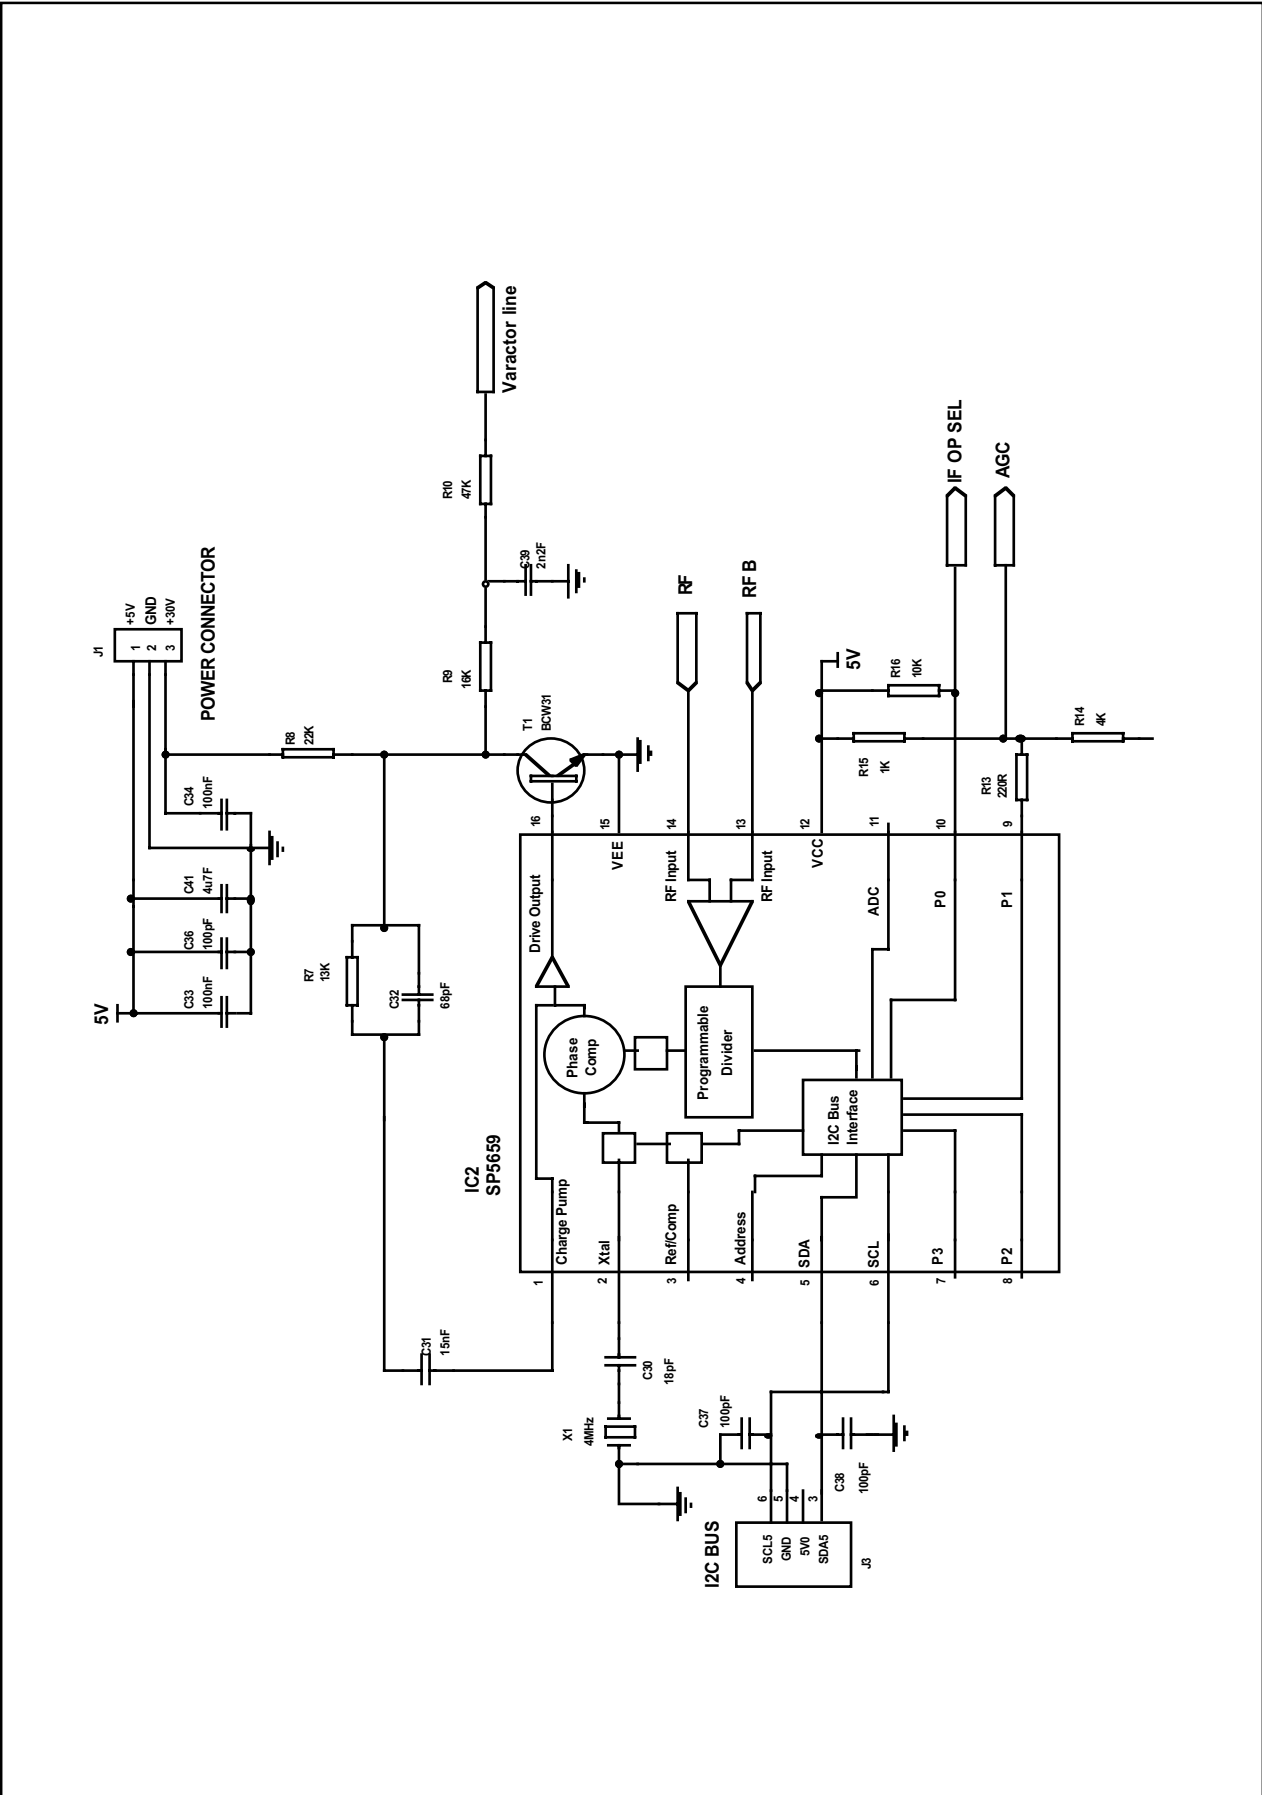 5V
J1
+5V
GND
+30V
1
2
3
POWER CONNECTOR
C33
100nF
C36
100pF
C41
4u7F
C34
100nF
R8
22K
R7
13K
C32
68pF
C31
15nF
R9
16K
R10
47K
C39
2n2F
Varactor line
T1
BCW31
IC2
SP5659
1
Charge Pump
2
Xtal
3
Ref/Comp
4
Address
5
SDA
6
SCL
7
P3
8
P2
16
Drive Output
15
VEE
14
RF Input
13
RF Input
12
VCC
11
ADC
10
P0
9
P1
Phase
Comp
Programmable
Divider
I2C Bus
Interface
RF
RF B
5V
R16
10K
R15
1K
R13
220R
R14
4K
IF OP SEL
AGC
X1
4MHz
C30
18pF
C37
100pF
C38
100pF
I2C BUS
SCL5
GND
5V0
SDA5
6
5
4
3
J3